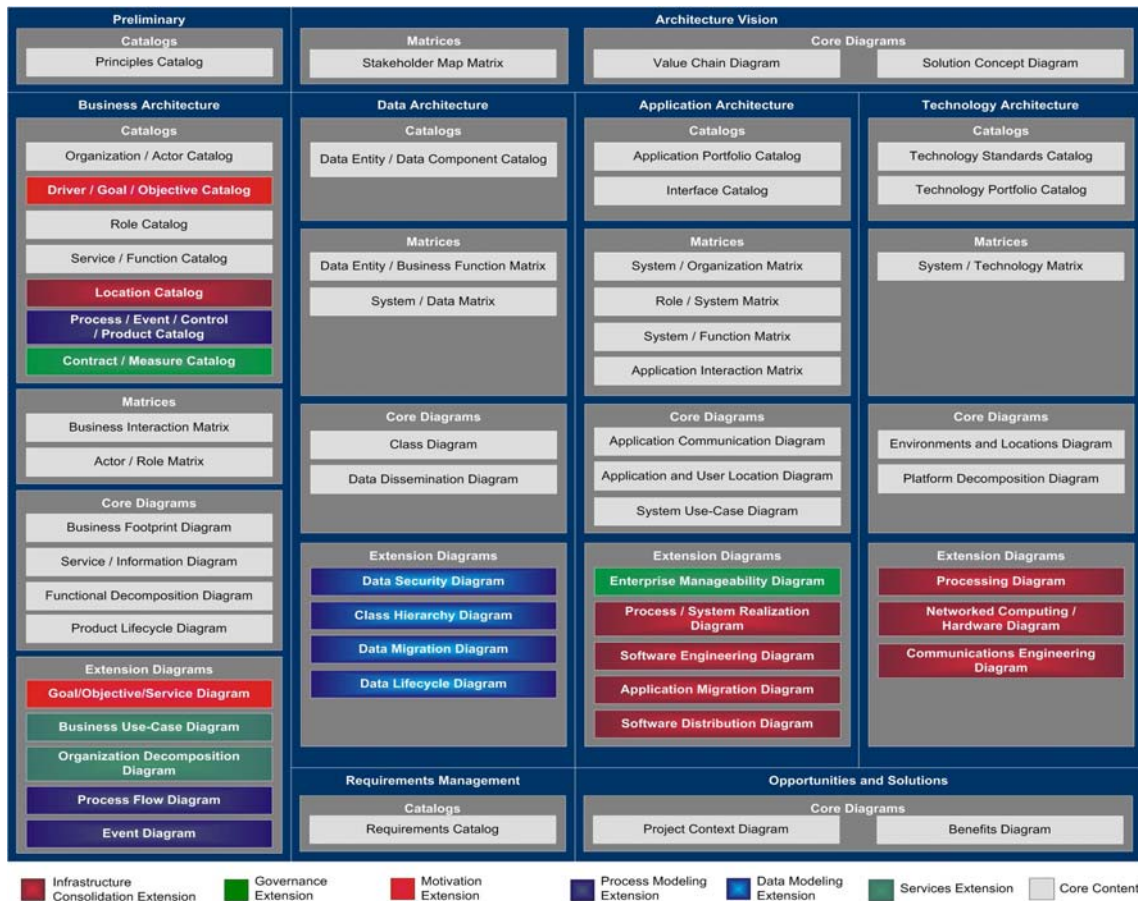 Preliminary
Catalogs
Principles Catalog
Architecture Vision
Matrices
Stakeholder Map Matrix
Core Diagrams
Value Chain Diagram
Solution Concept Diagram
Business Architecture
Catalogs
Organization / Actor Catalog
Driver / Goal / Objective Catalog
Role Catalog
Service / Function Catalog
Location Catalog
Process / Event / Control
/ Product Catalog
Contract / Measure Catalog
Matrices
Business Interaction Matrix
Actor / Role Matrix
Core Diagrams
Business Footprint Diagram
Service / Information Diagram
Functional Decomposition Diagram
Product Lifecycle Diagram
Extension Diagrams
Goal/Objective/Service Diagram
Business Use-Case Diagram
Organization Decomposition
Diagram
Process Flow Diagram
Event Diagram
Data Architecture
Catalogs
Data Entity / Data Component Catalog
Matrices
Data Entity / Business Function Matrix
System / Data Matrix
Core Diagrams
Class Diagram
Data Dissemination Diagram
Extension Diagrams
Data Security Diagram
Class Hierarchy Diagram
Data Migration Diagram
Data Lifecycle Diagram
Application Architecture
Catalogs
Application Portfolio Catalog
Interface Catalog
Matrices
System / Organization Matrix
Role / System Matrix
System / Function Matrix
Application Interaction Matrix
Core Diagrams
Application Communication Diagram
Application and User Location Diagram
System Use-Case Diagram
Extension Diagrams
Enterprise Manageability Diagram
Process / System Realization
Diagram
Software Engineering Diagram
Application Migration Diagram
Software Distribution Diagram
Technology Architecture
Catalogs
Technology Standards Catalog
Technology Portfolio Catalog
Matrices
System / Technology Matrix
Core Diagrams
Environments and Locations Diagram
Platform Decomposition Diagram
Extension Diagrams
Processing Diagram
Networked Computing /
Hardware Diagram
Communications Engineering
Diagram
Requirements Management
Catalogs
Requirements Catalog
Opportunities and Solutions
Core Diagrams
Project Context Diagram
Benefits Diagram
Infrastructure
Consolidation Extension
Governance
Extension
Motivation
Extension
Process Modeling
Extension
Data Modeling
Extension
Services Extension
Core Content